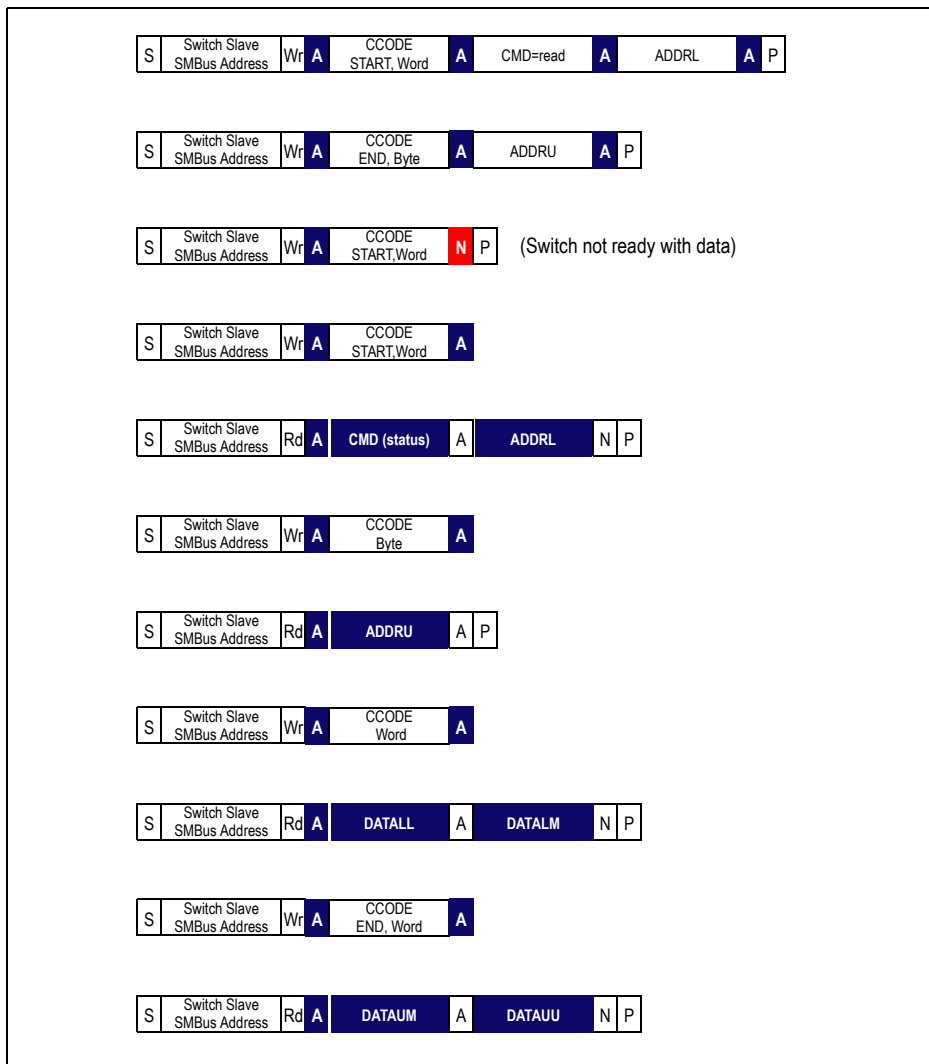 S Switch Slave SMBus Address Wr A CCODE START, Word A CMD=read A ADDRL A P
S Switch Slave SMBus Address Wr A CCODE END, Byte A ADDRU A P
S Switch Slave SMBus Address Wr A CCODE START,Word N P (Switch not ready with data)
S Switch Slave SMBus Address Wr A CCODE START,Word A
S Switch Slave SMBus Address Rd A CMD (status) A ADDRL N P
S Switch Slave SMBus Address Wr A CCODE Byte A
S Switch Slave SMBus Address Rd A ADDRU A P
S Switch Slave SMBus Address Wr A CCODE Word A
S Switch Slave SMBus Address Rd A DATALL A DATALM N P
S Switch Slave SMBus Address Wr A CCODE END, Word A
S Switch Slave SMBus Address Rd A DATAUM A DATAUU N P